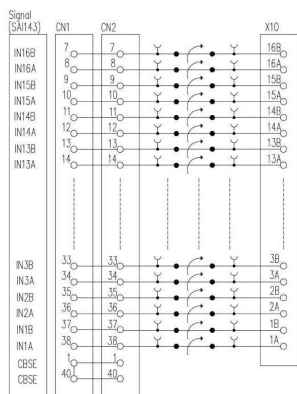 Signal
(SAI143) CN1 CN2 X10
IN16B 7 7 16B
IN16A 8 8 16A
IN15B 9 9 15B
IN15A 10 10 15A
IN14B 11 11 14B
IN14A 12 12 14A
IN13B 13 13 13B
IN13A 14 14 13A
IN3B 33 33 3B
IN3A 34 34 3A
IN2B 35 35 2B
IN2A 36 36 2A
IN1B 37 37 1B
IN1A 38 38 1A
CBSE 1 1
CBSE 40 40